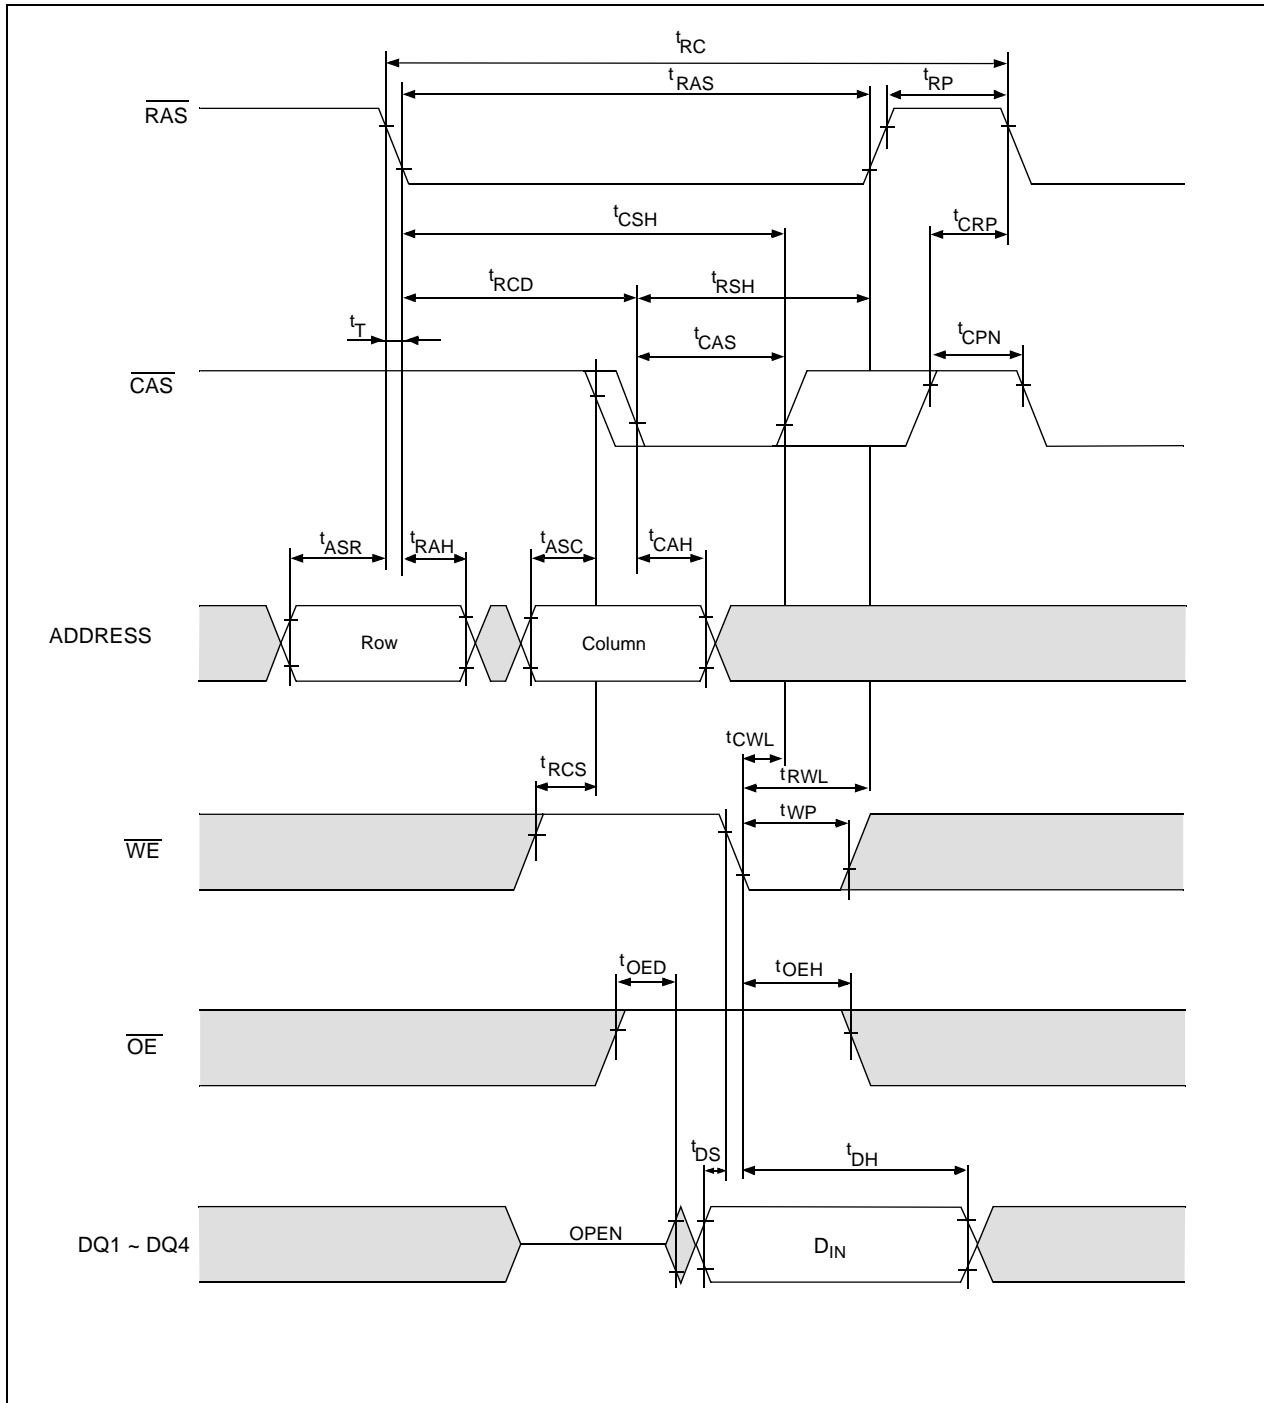 tRC
tRAS
tRP
RAS
tCSH
tCRP
tRCD
tRSH
tT
tCAS
tCPN
CAS
tASR
tRAH
tASC
tCAH
ADDRESS
Row
Column
tCWL
tRCS
tRWL
tWP
WE
tOED
tOEH
OE
tDS
tDH
DQ1 ~ DQ4
OPEN
DIN